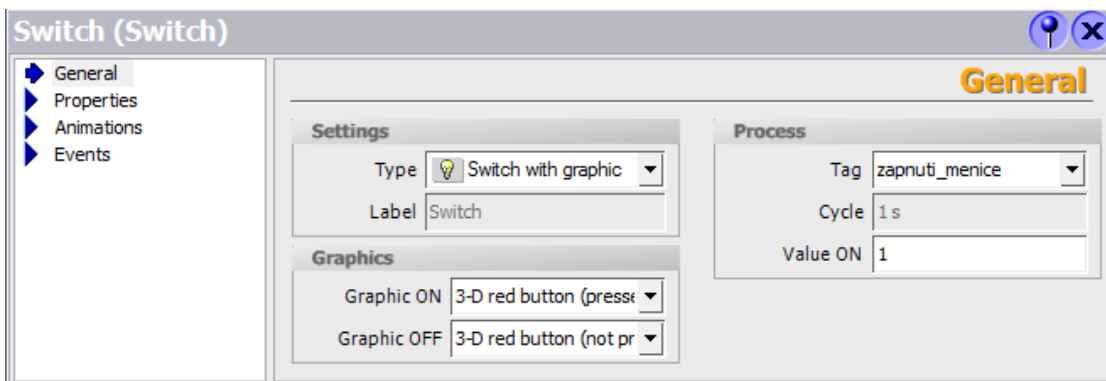 Switch (Switch)
General
Properties
Animations
Events
General
Settings
Type Switch with graphic
Label Switch
Graphics
Graphic ON 3-D red button (presse
Graphic OFF 3-D red button (not pr
Process
Tag zapnuti_menice
Cycle 1 s
Value ON 1